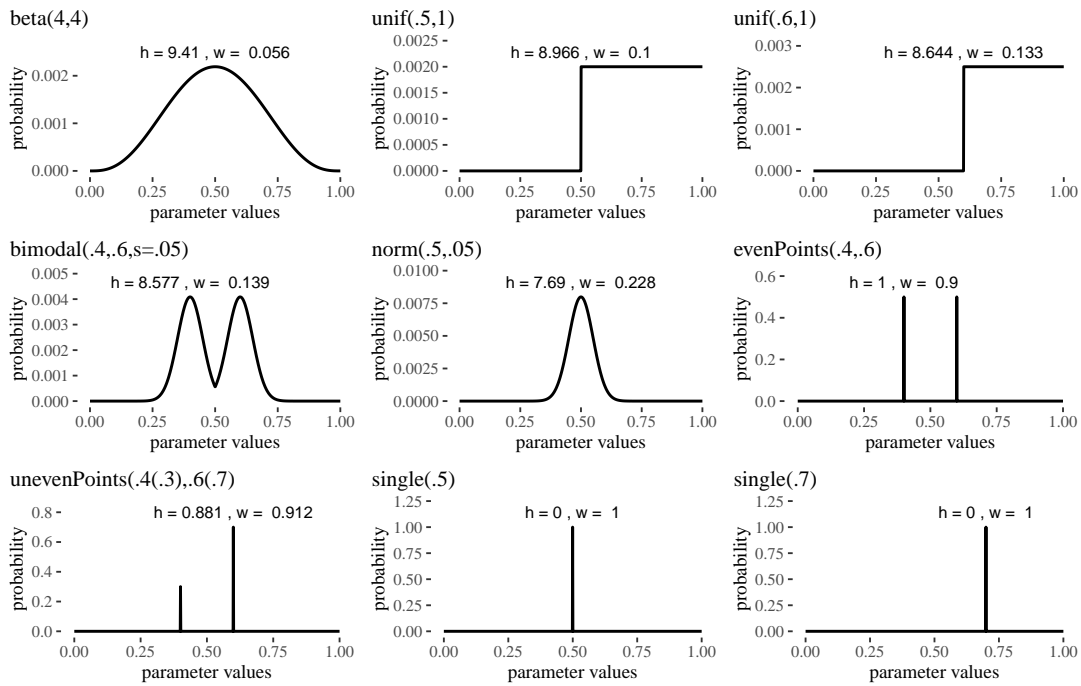 beta(4,4)
h = 9.41 , w = 0.056
probability
0.002
0.001
0.000
0.00 0.25 0.50 0.75 1.00
parameter values
unif(.5,1)
h = 8.966 , w = 0.1
probability
0.0025
0.0020
0.0015
0.0010
0.0005
0.0000
0.00 0.25 0.50 0.75 1.00
parameter values
unif(.6,1)
h = 8.644 , w = 0.133
probability
0.003
0.002
0.001
0.000
0.00 0.25 0.50 0.75 1.00
parameter values
bimodal(.4,.6,s=.05)
h = 8.577 , w = 0.139
probability
0.005
0.004
0.003
0.002
0.001
0.000
0.00 0.25 0.50 0.75 1.00
parameter values
norm(.5,.05)
h = 7.69 , w = 0.228
probability
0.0100
0.0075
0.0050
0.0025
0.0000
0.00 0.25 0.50 0.75 1.00
parameter values
evenPoints(.4,.6)
h = 1 , w = 0.9
probability
0.6
0.4
0.2
0.0
0.00 0.25 0.50 0.75 1.00
parameter values
unevenPoints(.4(.3),.6(.7)
h = 0.881 , w = 0.912
probability
0.8
0.6
0.4
0.2
0.0
0.00 0.25 0.50 0.75 1.00
parameter values
single(.5)
h = 0 , w = 1
probability
1.25
1.00
0.75
0.50
0.25
0.00
0.00 0.25 0.50 0.75 1.00
parameter values
single(.7)
h = 0 , w = 1
probability
1.25
1.00
0.75
0.50
0.25
0.00
0.00 0.25 0.50 0.75 1.00
parameter values